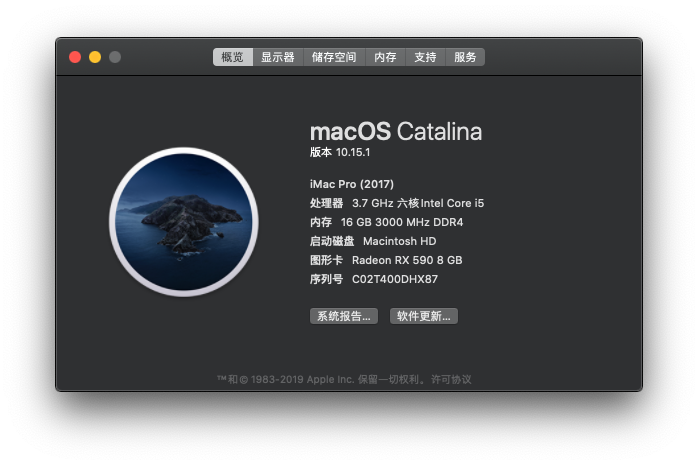 概览 显示器 储存空间 内存 支持 服务
macOS Catalina
版本 10.15.1
iMac Pro (2017)
处理器 3.7 GHz 六核Intel Core i5
内存 16 GB 3000 MHz DDR4
启动磁盘 Macintosh HD
图形卡 Radeon RX 590 8 GB
序列号 C02T400DHX87
系统报告... 软件更新...
™和© 1983-2019 Apple Inc. 保留一切权利。许可协议